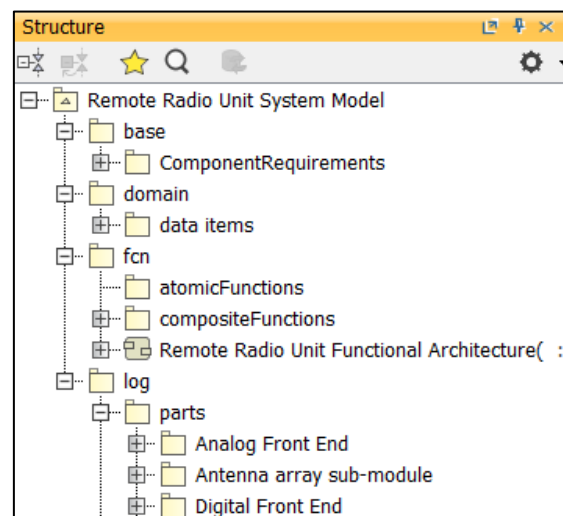 Structure
Remote Radio Unit System Model
base
ComponentRequirements
domain
data items
fcn
atomicFunctions
compositeFunctions
Remote Radio Unit Functional Architecture( :
log
parts
Analog Front End
Antenna array sub-module
Digital Front End